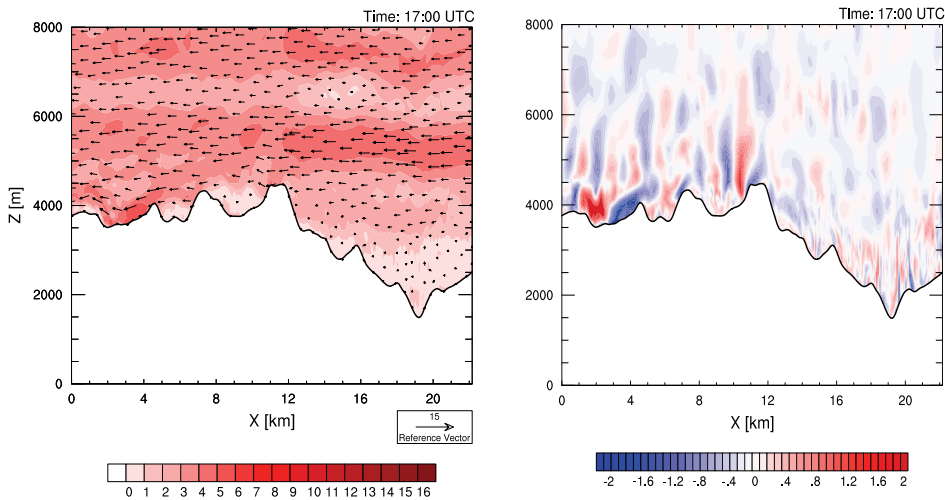 Time: 17:00 UTC
8000
6000
4000
2000
0
Z [m]
0 4 8 12 16 20
X [km]
15
Reference Vector
0 1 2 3 4 5 6 7 8 9 10 11 12 13 14 15 16
TIme: 17:00 UTC
8000
6000
4000
2000
0
0 4 8 12 16 20
X [km]
-2 -1.6 -1.2 -.8 -.4 0 .4 .8 1.2 1.6 2